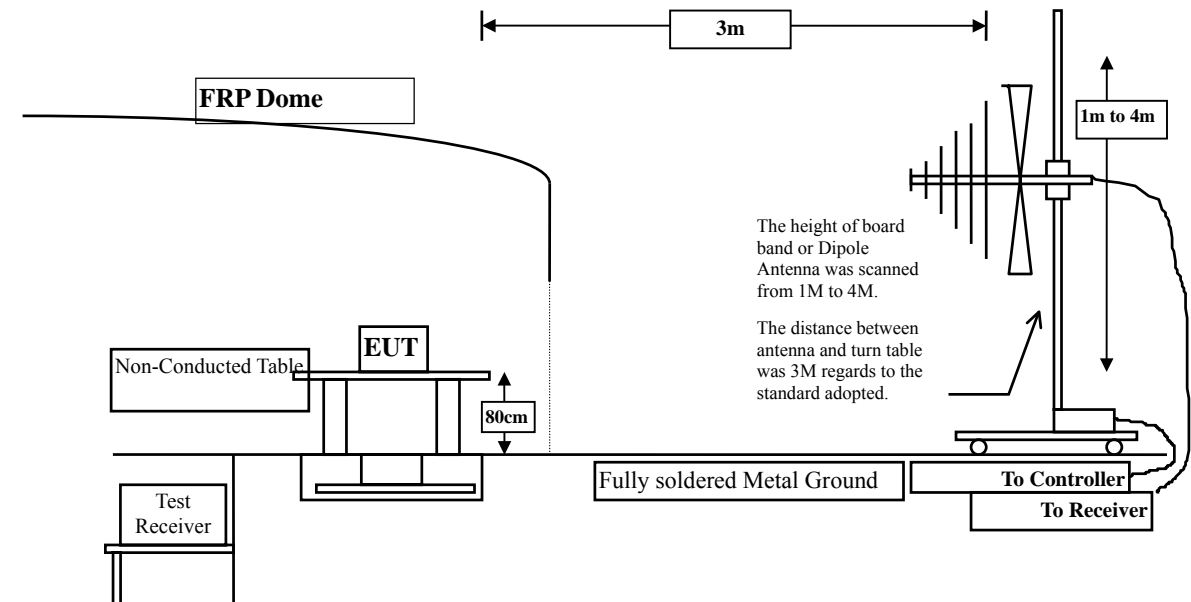 3m
FRP Dome
1m to 4m
The height of board
band or Dipole
Antenna was scanned
from 1M to 4M.
The distance between
antenna and turn table
was 3M regards to the
standard adopted.
EUT
Non-Conducted Table
80cm
Fully soldered Metal Ground
To Controller
To Receiver
Test
Receiver